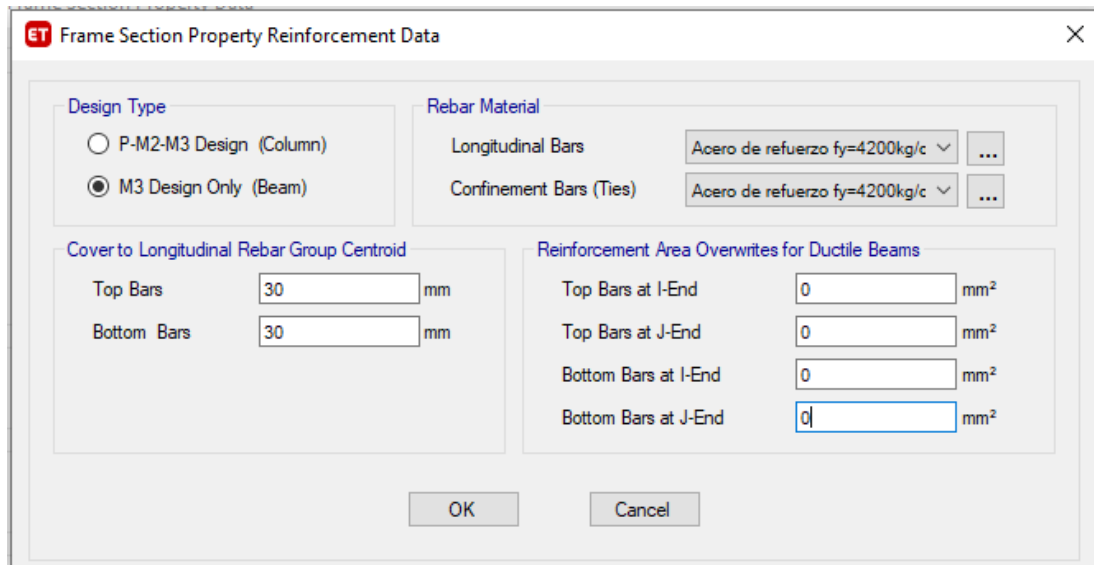 Frame Section Property Data
ET Frame Section Property Reinforcement Data
Design Type
P-M2-M3 Design (Column)
M3 Design Only (Beam)
Rebar Material
Longitudinal Bars Acero de refuerzo fy=4200kg/c ...
Confinement Bars (Ties) Acero de refuerzo fy=4200kg/c ...
Cover to Longitudinal Rebar Group Centroid
Top Bars 30 mm
Bottom Bars 30 mm
Reinforcement Area Overwrites for Ductile Beams
Top Bars at I-End 0 mm²
Top Bars at J-End 0 mm²
Bottom Bars at I-End 0 mm²
Bottom Bars at J-End 0 mm²
OK Cancel